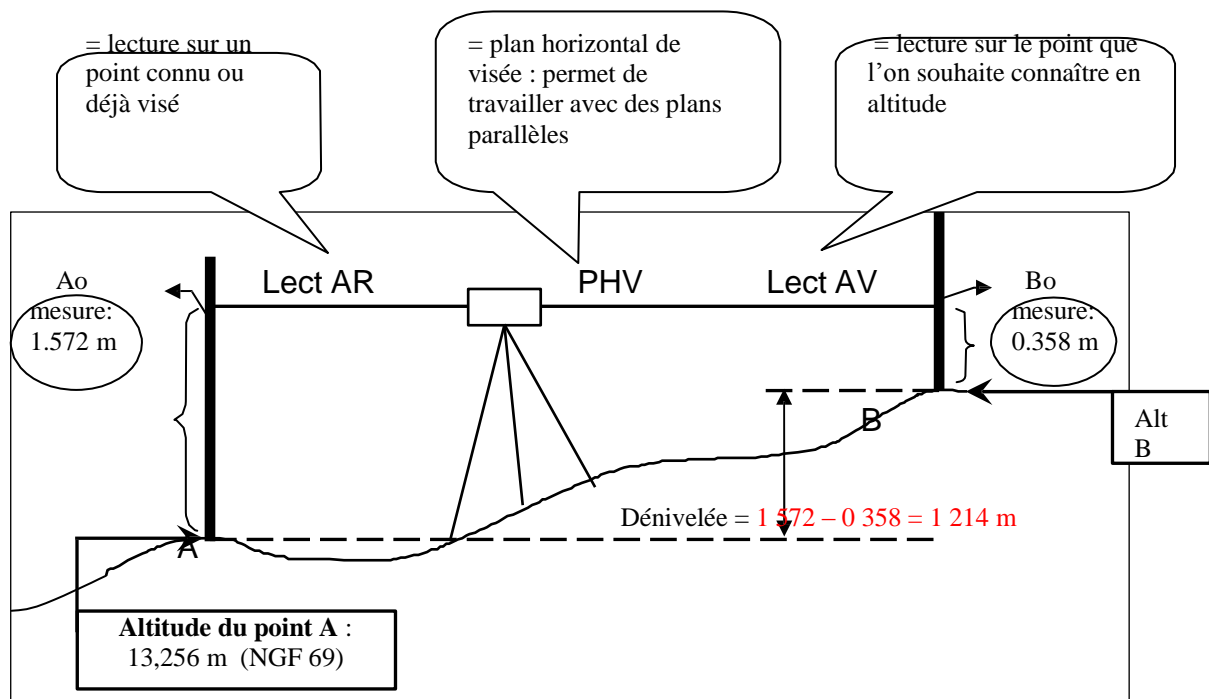 = lecture sur un
point connu ou
déjà visé
= plan horizontal de
visée : permet de
travailler avec des plans
parallèles
= lecture sur le point que
l’on souhaite connaître en
altitude
Lect AR
PHV
Lect AV
Ao
mesure:
1.572 m
Bo
mesure:
0.358 m
B
Alt
B
Dénivelée = 1 572 – 0 358 = 1 214 m
A
Altitude du point A :
13,256 m (NGF 69)